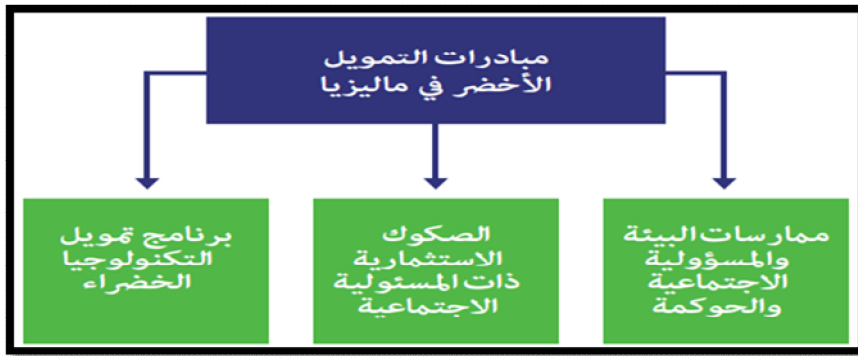 مبادرات التمويل
الأخضر في ماليزيا
ممارسات البيئة
والمسؤولية
الاجتماعية
والحوكمة
الصكوك
الاستثمارية
ذات المسئولية
الاجتماعية
برنامج تمويل
التكنولوجيا
الخضراء